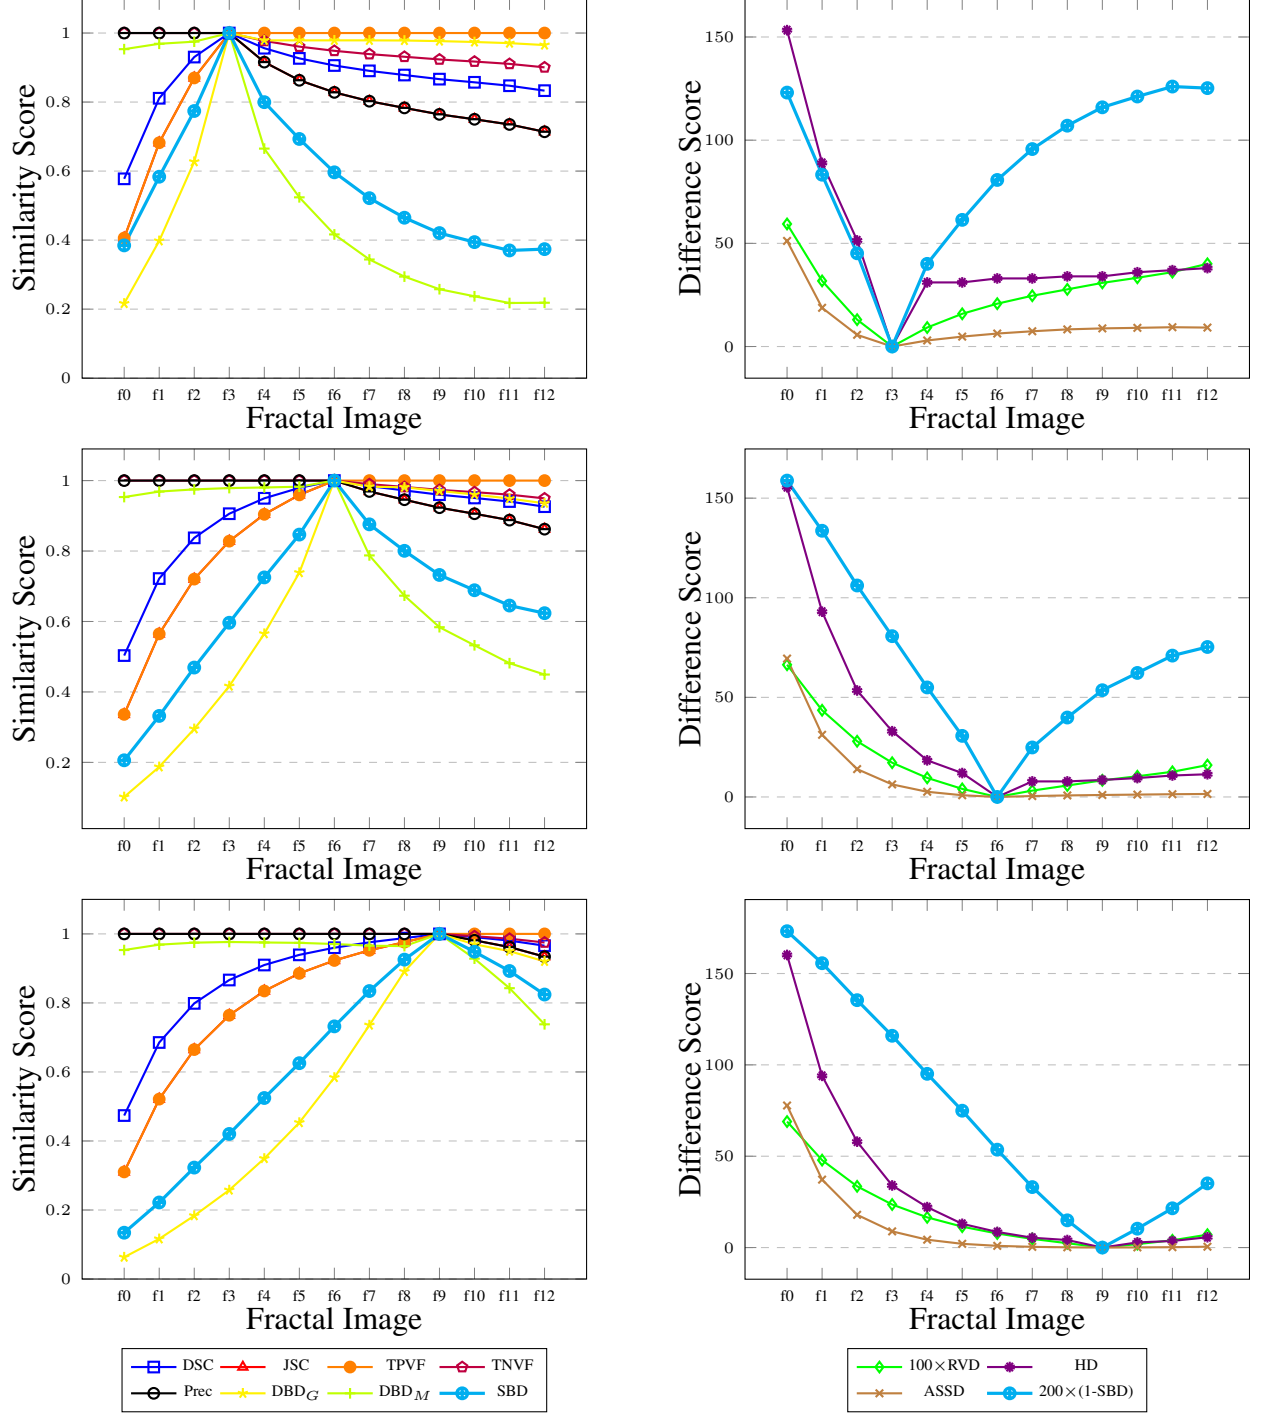 1
0.8
0.6
0.4
0.2
0
Similarity Score
f0 f1 f2 f3 f4 f5 f6 f7 f8 f9 f10 f11 f12
Fractal Image
150
100
50
0
Difference Score
f0 f1 f2 f3 f4 f5 f6 f7 f8 f9 f10 f11 f12
Fractal Image
1
0.8
0.6
0.4
0.2
Similarity Score
f0 f1 f2 f3 f4 f5 f6 f7 f8 f9 f10 f11 f12
Fractal Image
150
100
50
0
Difference Score
f0 f1 f2 f3 f4 f5 f6 f7 f8 f9 f10 f11 f12
Fractal Image
1
0.8
0.6
0.4
0.2
0
Similarity Score
f0 f1 f2 f3 f4 f5 f6 f7 f8 f9 f10 f11 f12
Fractal Image
150
100
50
0
Difference Score
f0 f1 f2 f3 f4 f5 f6 f7 f8 f9 f10 f11 f12
Fractal Image
DSC JSC TPVF TNVF
Prec DBD_G DBD_M SBD
100×RVD HD
ASSD 200×(1-SBD)